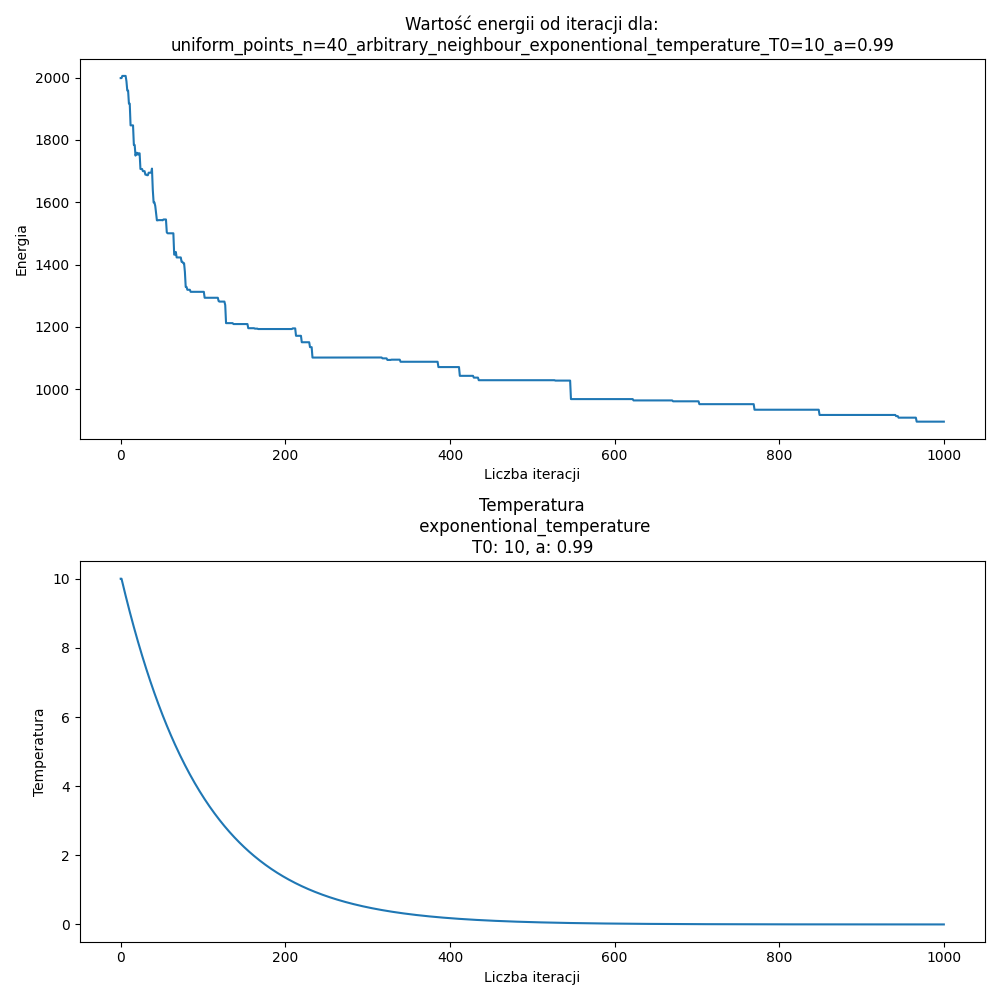 Wartość energii od iteracji dla:
uniform_points_n=40_arbitrary_neighbour_exponentional_temperature_T0=10_a=0.99
2000
1800
1600
1400
1200
1000
Energia
0 200 400 600 800 1000
Liczba iteracji
Temperatura
exponentional_temperature
T0: 10, a: 0.99
10
8
6
4
2
0
Temperatura
0 200 400 600 800 1000
Liczba iteracji